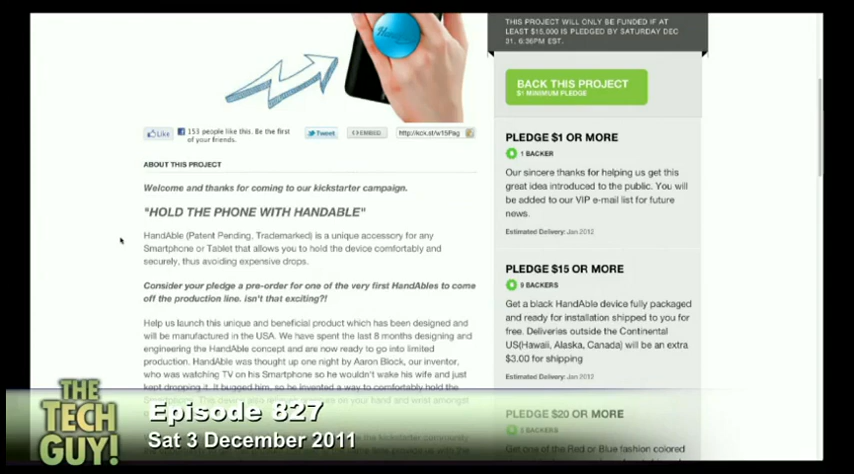 THIS PROJECT WILL ONLY BE FUNDED IF AT
LEAST $15,000 IS PLEDGED BY SATURDAY DEC
31, 6:36PM EST.
BACK THIS PROJECT
$1 MINIMUM PLEDGE
Like
153 people like this. Be the first
of your friends.
Tweet
<>EMBED
http://kck.st/w15Pag
ABOUT THIS PROJECT
Welcome and thanks for coming to our kickstarter campaign.
"HOLD THE PHONE WITH HANDABLE"
HandAble (Patent Pending, Trademarked) is a unique accessory for any
Smartphone or Tablet that allows you to hold the device comfortably and
securely, thus avoiding expensive drops.
Consider your pledge a pre-order for one of the very first HandAbles to come
off the production line. isn't that exciting?!
Help us launch this unique and beneficial product which has been designed and
will be manufactured in the USA. We have spent the last 8 months designing and
engineering the HandAble concept and are now ready to go into limited
production. HandAble was thought up one night by Aaron Block, our inventor,
who was watching TV on his Smartphone so he wouldn't wake his wife and just
kept dropping it. It bugged him, so he invented a way to comfortably hold the
PLEDGE $1 OR MORE
1 BACKER
Our sincere thanks for helping us get this
great idea introduced to the public. You will
be added to our VIP e-mail list for future
news.
Estimated Delivery: Jan 2012
PLEDGE $15 OR MORE
9 BACKERS
Get a black HandAble device fully packaged
and ready for installation shipped to you for
free. Deliveries outside the Continental
US(Hawaii, Alaska, Canada) will be an extra
$3.00 for shipping
Estimated Delivery: Jan 2012
PLEDGE $20 OR MORE
5 BACKERS
Get one of the Red or Blue fashion colored
THE
TECH
GUY!
Episode 827
Sat 3 December 2011
the kickstarter community